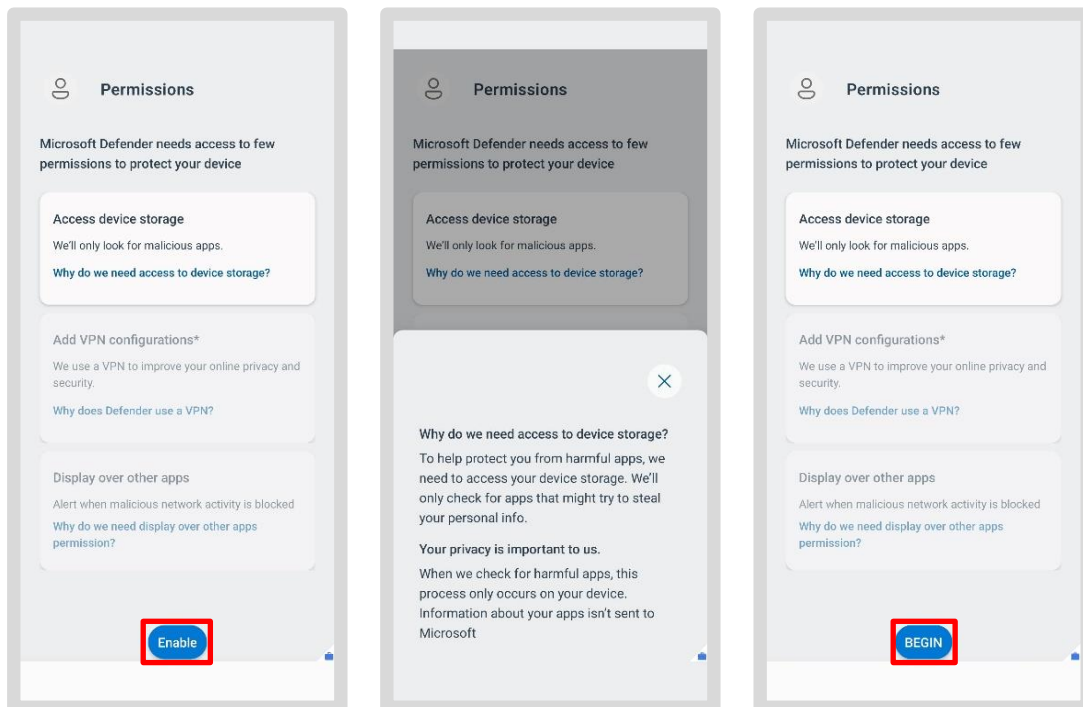 Permissions
Microsoft Defender needs access to few
permissions to protect your device
Access device storage
We'll only look for malicious apps.
Why do we need access to device storage?
Add VPN configurations*
We use a VPN to improve your online privacy and
security.
Why does Defender use a VPN?
Display over other apps
Alert when malicious network activity is blocked
Why do we need display over other apps
permission?
Enable
Permissions
Microsoft Defender needs access to few
permissions to protect your device
Access device storage
We'll only look for malicious apps.
Why do we need access to device storage?
Why do we need access to device storage?
To help protect you from harmful apps, we
need to access your device storage. We'll
only check for apps that might try to steal
your personal info.
Your privacy is important to us.
When we check for harmful apps, this
process only occurs on your device.
Information about your apps isn't sent to
Microsoft
Permissions
Microsoft Defender needs access to few
permissions to protect your device
Access device storage
We'll only look for malicious apps.
Why do we need access to device storage?
Add VPN configurations*
We use a VPN to improve your online privacy and
security.
Why does Defender use a VPN?
Display over other apps
Alert when malicious network activity is blocked
Why do we need display over other apps
permission?
BEGIN